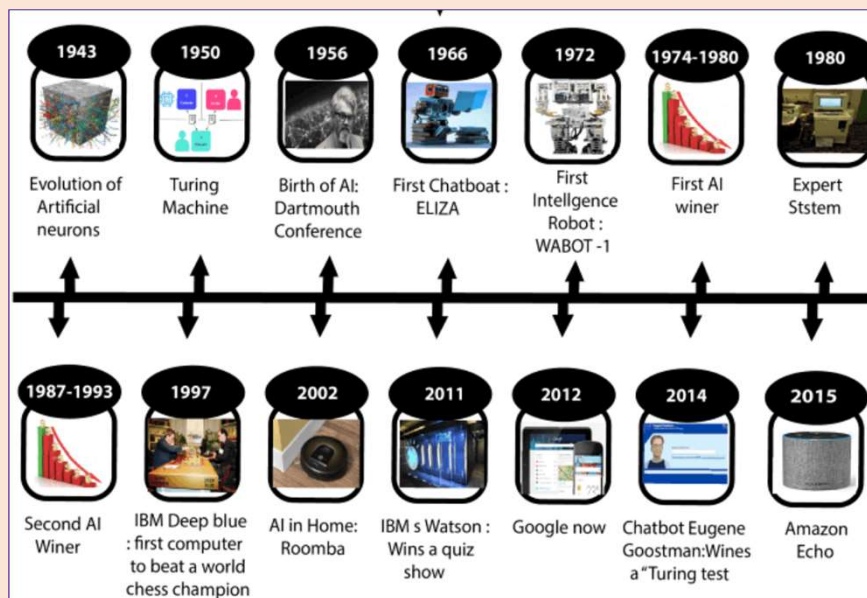 1943
1950
1956
1966
1972
1974-1980
1980
Evolution of
Artificial
neurons
Turing
Machine
Birth of AI:
Dartmouth
Conference
First Chatboat :
ELIZA
First
Intellgence
Robot :
WABOT -1
First AI
winer
Expert
Ststem
1987-1993
1997
2002
2011
2012
2014
2015
Second AI
Winer
IBM Deep blue
: first computer
to beat a world
chess champion
AI in Home:
Roomba
IBM s Watson :
Wins a quiz
show
Google now
Chatbot Eugene
Goostman:Wines
a “Turing test
Amazon
Echo